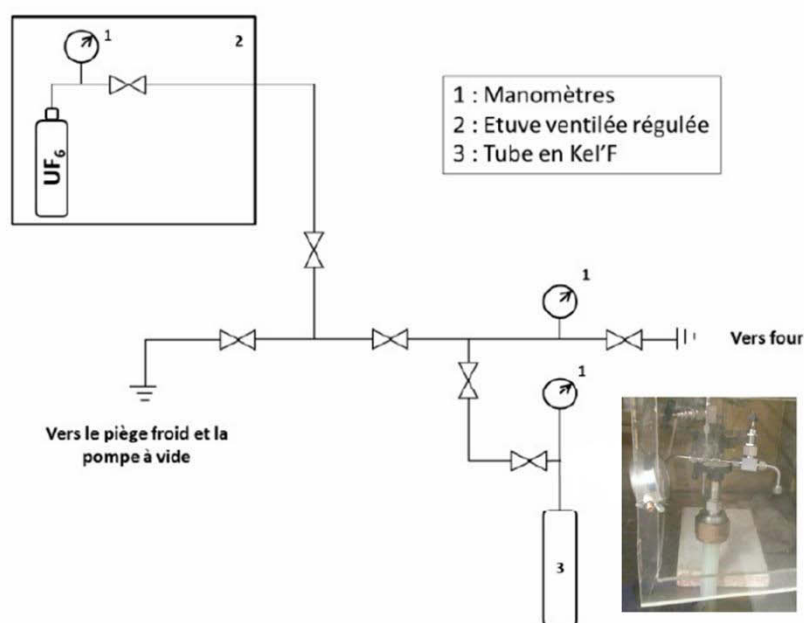 1
2
UF6
1 : Manomètres
2 : Etuve ventilée régulée
3 : Tube en Kel'F
1
Vers four
1
Vers le piège froid et la
pompe à vide
3